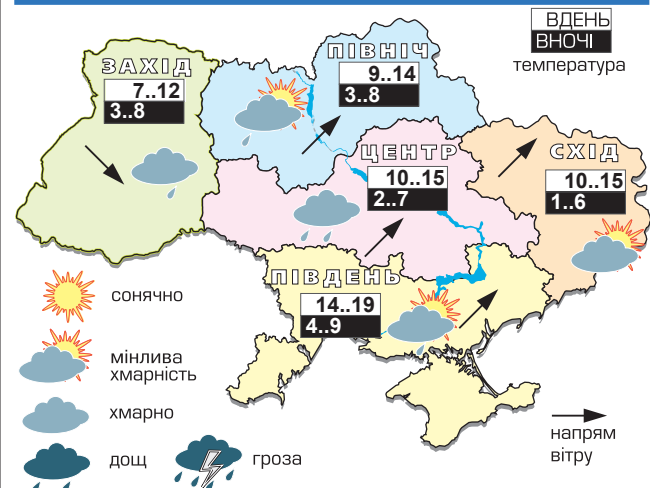 ВДЕНЬ
ВНОЧІ
температура
ПІВНІЧ
9..14
3..8
ЗАХІД
7..12
3..8
ЦЕНТР
10..15
2..7
СХІД
10..15
1..6
ПІВДЕНЬ
14..19
4..9
сонячно
мінлива
хмарність
хмарно
дощ
гроза
напрям
вітру